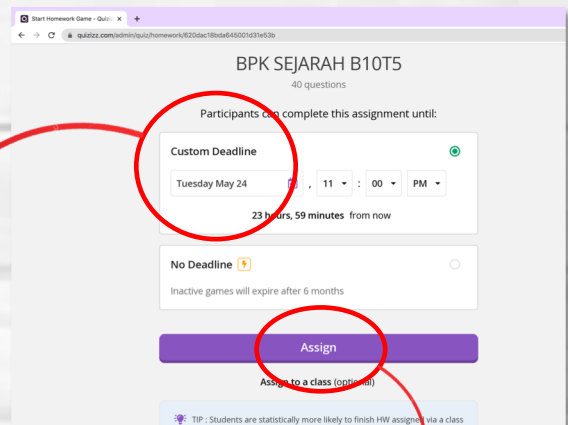 Start Homework Game - Quiziz
quizizz.com/admin/quiz/homework/620dac18bda645001d31e53b
BPK SEJARAH B10T5
40 questions
Participants can complete this assignment until:
Custom Deadline
Tuesday May 24 , 11 : 00 PM
23 hours, 59 minutes from now
No Deadline
Inactive games will expire after 6 months
Assign
Assign to a class (optional)
TIP : Students are statistically more likely to finish HW assigned via a class